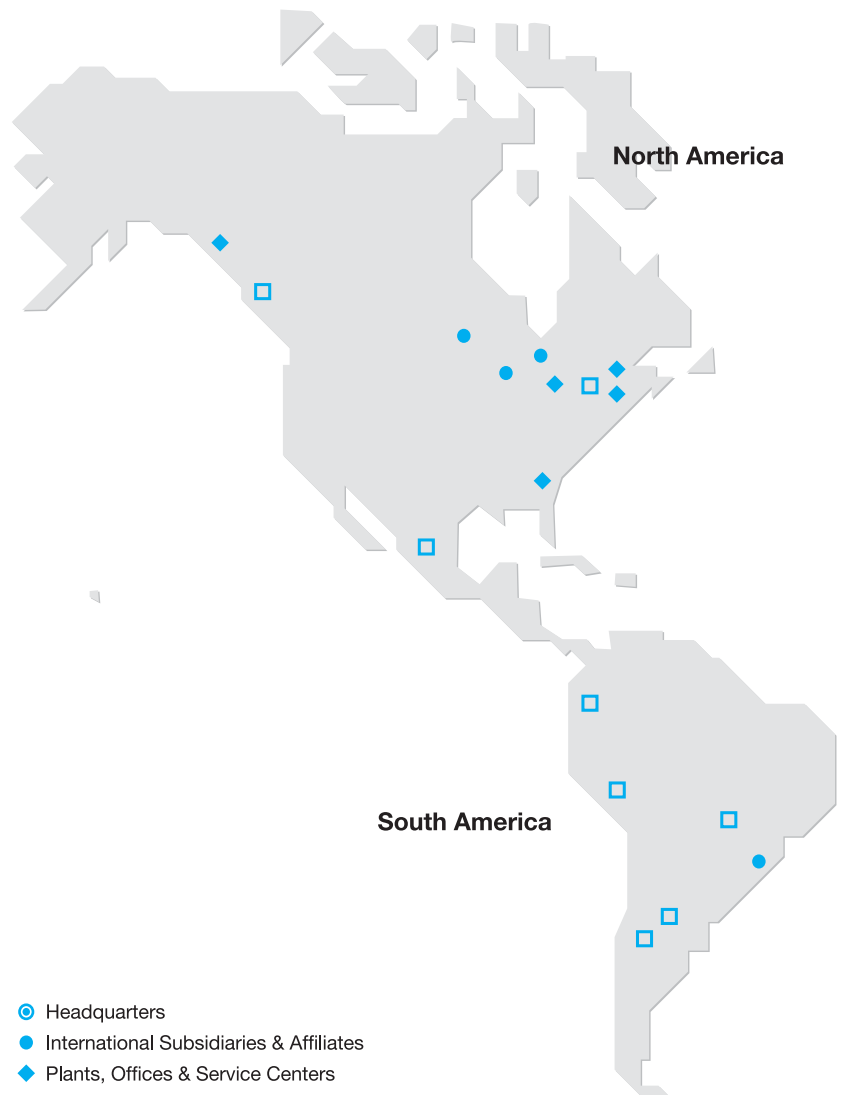 North America
South America
Headquarters
International Subsidiaries & Affiliates
Plants, Offices & Service Centers